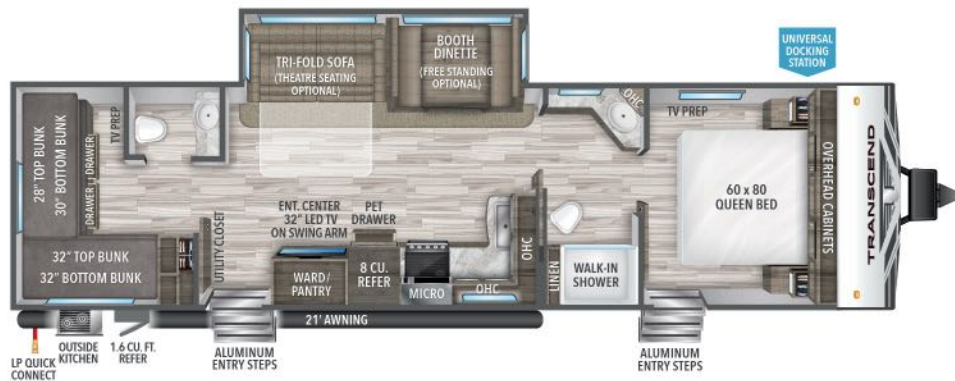 UNIVERSAL
DOCKING
STATION
TRI-FOLD SOFA
(THEATRE SEATING
OPTIONAL)
BOOTH
DINETTE
(FREE STANDING
OPTIONAL)
OHC
TV PREP
TV PREP
28" TOP BUNK
30" BOTTOM BUNK
DRAWER
DRAWER
32" TOP BUNK
32" BOTTOM BUNK
UTILITY CLOSET
ENT. CENTER
32" LED TV
ON SWING ARM
PET
DRAWER
WARD/
PANTRY
8 CU.
REFER
MICRO
OHC
OHC
LINEN
WALK-IN
SHOWER
60 x 80
QUEEN BED
OVERHEAD CABINETS
TRANSCEND
21' AWNING
LP QUICK
CONNECT
OUTSIDE
KITCHEN
1.6 CU. FT.
REFER
ALUMINUM
ENTRY STEPS
ALUMINUM
ENTRY STEPS